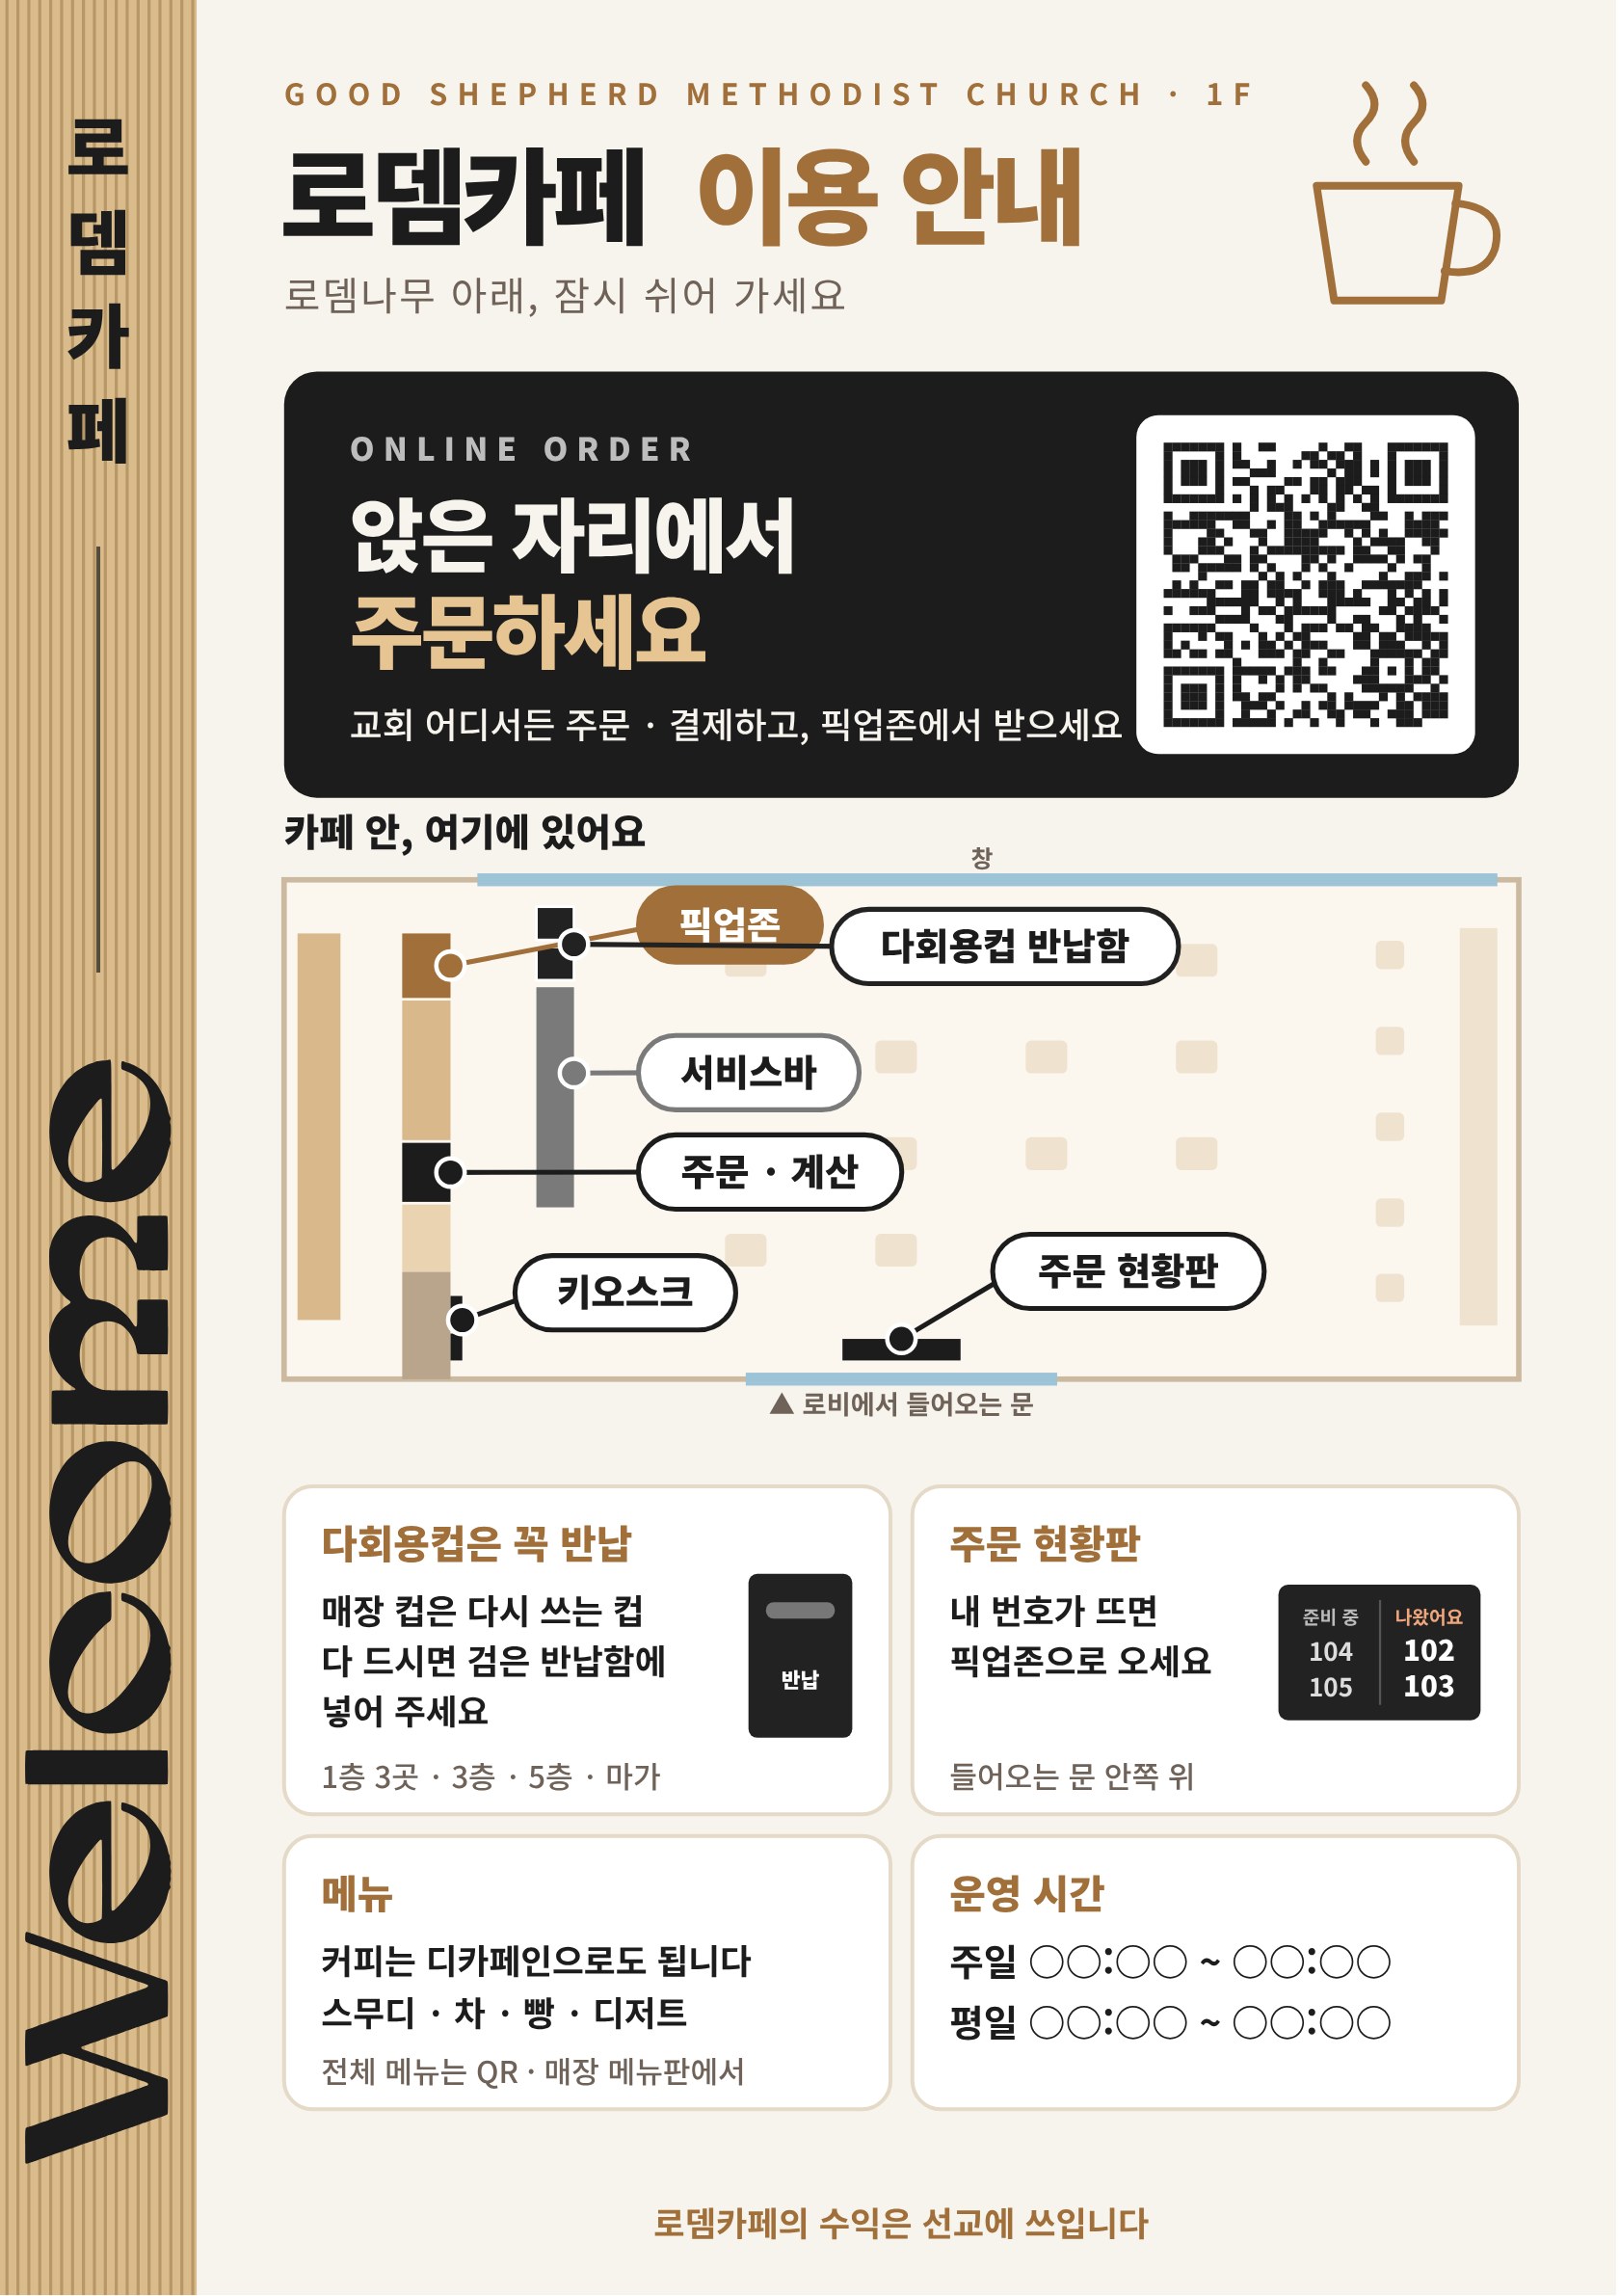 로뎀카페
Welcome
GOOD SHEPHERD METHODIST CHURCH · 1F
로뎀카페 이용 안내
로뎀나무 아래, 잠시 쉬어 가세요
ONLINE ORDER
앉은 자리에서
주문하세요
교회 어디서든 주문 · 결제하고, 픽업존에서 받으세요
카페 안, 여기에 있어요
창
픽업존
다회용컵 반납함
서비스바
주문 · 계산
키오스크
주문 현황판
▲ 로비에서 들어오는 문
다회용컵은 꼭 반납
매장 컵은 다시 쓰는 컵
다 드시면 검은 반납함에
넣어 주세요
반납
1층 3곳 · 3층 · 5층 · 마가
주문 현황판
내 번호가 뜨면
픽업존으로 오세요
준비 중 나왔어요
104 102
105 103
들어오는 문 안쪽 위
메뉴
커피는 디카페인으로도 됩니다
스무디 · 차 · 빵 · 디저트
전체 메뉴는 QR · 매장 메뉴판에서
운영 시간
주일 ○○:○○ ~ ○○:○○
평일 ○○:○○ ~ ○○:○○
로뎀카페의 수익은 선교에 쓰입니다